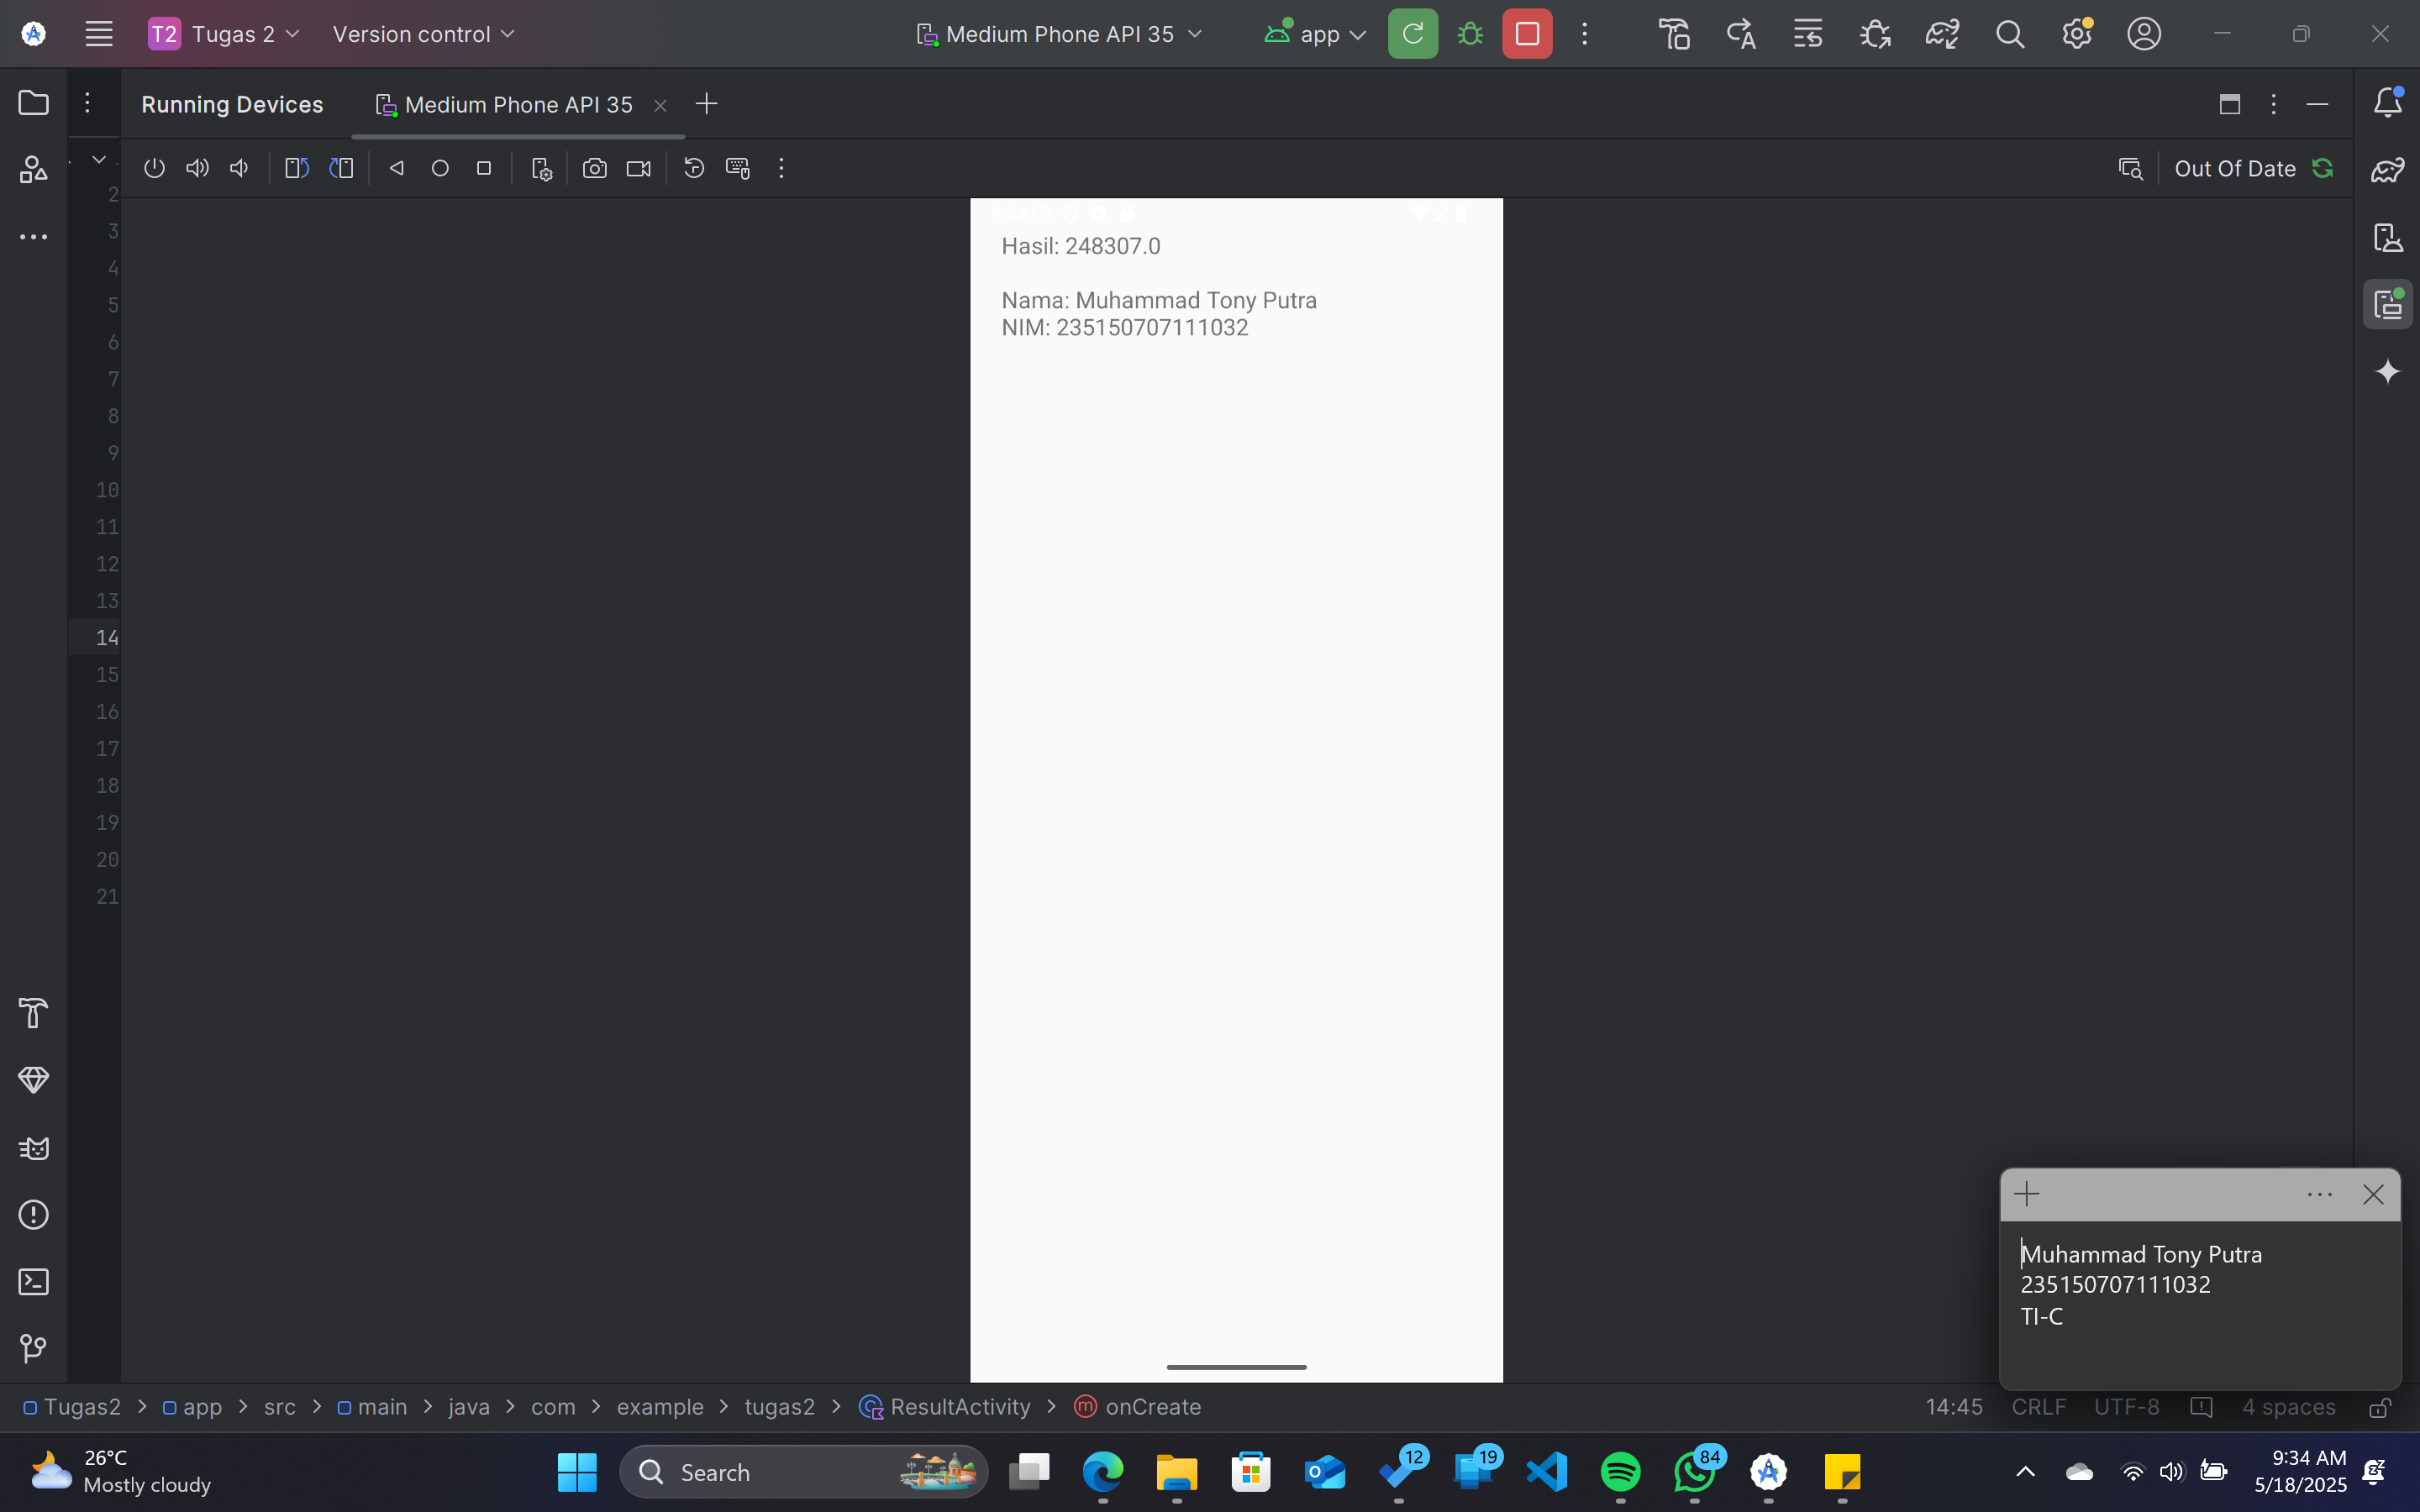 T2 Tugas 2 Version control Medium Phone API 35 app
Running Devices Medium Phone API 35
Out Of Date
2
3
4
5
6
7
8
9
10
11
12
13
14
15
16
17
18
19
20
21
Hasil: 248307.0
Nama: Muhammad Tony Putra
NIM: 235150707111032
Muhammad Tony Putra
235150707111032
TI-C
Tugas2 > app > src > main > java > com > example > tugas2 > ResultActivity > onCreate 14:45 CRLF UTF-8 4 spaces
26°C
Mostly cloudy
Search
12
19
84
9:34 AM
5/18/2025